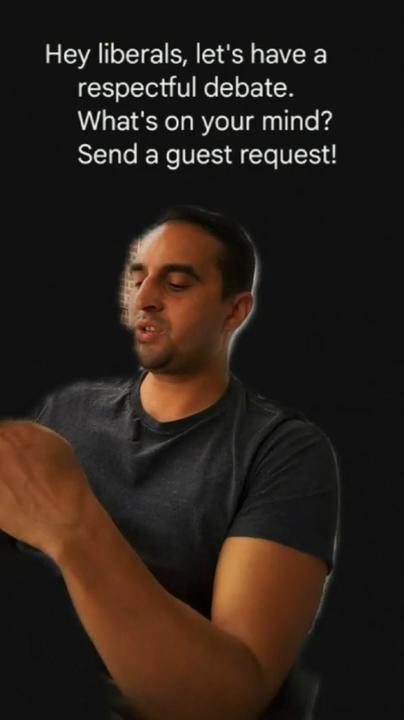 Hey liberals, let's have a
respectful debate.
What's on your mind?
Send a guest request!